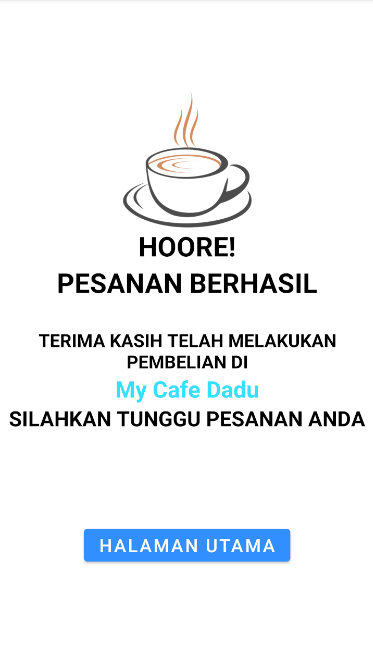 HOORE!
PESANAN BERHASIL
TERIMA KASIH TELAH MELAKUKAN
PEMBELIAN DI
My Cafe Dadu
SILAHKAN TUNGGU PESANAN ANDA
HALAMAN UTAMA